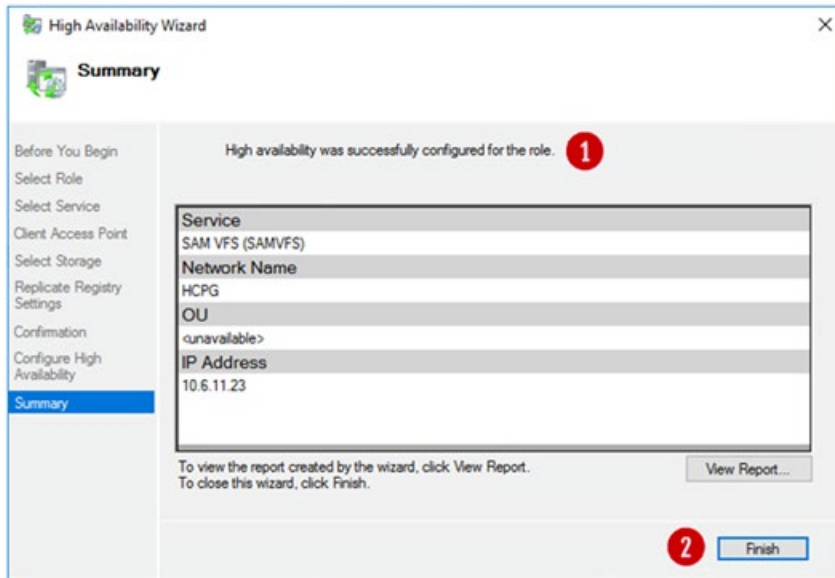 High Availability Wizard
Summary
Before You Begin
Select Role
Select Service
Client Access Point
Select Storage
Replicate Registry
Settings
Confirmation
Configure High
Availability
Summary
High availability was successfully configured for the role.
1
Service
SAM VFS (SAMVFS)
Network Name
HCPG
OU
<unavailable>
IP Address
10.6.11.23
To view the report created by the wizard, click View Report.
To close this wizard, click Finish.
View Report...
2
Finish